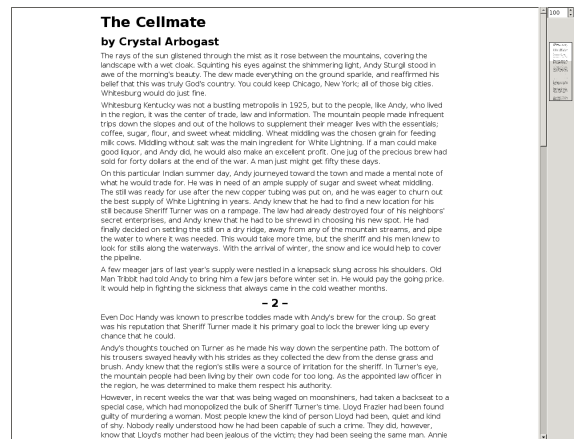 The Cellmate
by Crystal Arbogast
The rays of the sun glistened through the mist as it rose between the mountains, covering the
landscape with a wet cloak. Squinting his eyes against the shimmering light, Andy Sturgil stood in
awe of the morning's beauty. The dew made everything on the ground sparkle, and reaffirmed his
belief that this was truly God's country. You could keep Chicago, New York; all of those big cities.
Whitesburg would do just fine.
Whitesburg Kentucky was not a bustling metropolis in 1925, but to the people, like Andy, who lived
in the region, it was the center of trade, law and information. The mountain people made infrequent
trips down the slopes and out of the hollows to supplement their meager lives with the essentials;
coffee, sugar, flour, and sweet wheat middling. Wheat middling was the chosen grain for feeding
milk cows. Middling without salt was the main ingredient for White Lightning. If a man could make
good liquor, and Andy did, he would also make an excellent profit. One jug of the precious brew had
sold for forty dollars at the end of the war. A man just might get fifty these days.
On this particular Indian summer day, Andy journeyed toward the town and made a mental note of
what he would trade for. He was in need of an ample supply of sugar and sweet wheat middling.
The still was ready for use after the new copper tubing was put on, and he was eager to churn out
the best supply of White Lightning in years. Andy knew that he had to find a new location for his
still because Sheriff Turner was on a rampage. The law had already destroyed four of his neighbors'
secret enterprises, and Andy knew that he had to be shrewd in choosing his new spot. He had
finally decided on settling the still on a dry ridge, away from any of the mountain streams, and pipe
the water to where it was needed. This would take more time, but the sheriff and his men knew to
look for stills along the waterways. With the arrival of winter, the snow and ice would help to cover
the pipeline.
A few meager jars of last year's supply were nestled in a knapsack slung across his shoulders. Old
Man Tribbit had told Andy to bring him a few jars before winter set in. He would pay the going price.
It would help in fighting the sickness that always came in the cold weather months.
– 2 –
Even Doc Handy was known to prescribe toddies made with Andy's brew for the croup. So great
was his reputation that Sheriff Turner made it his primary goal to lock the brewer king up every
chance that he could.
Andy's thoughts touched on Turner as he made his way down the serpentine path. The bottom of
his trousers swayed heavily with his strides as they collected the dew from the dense grass and
brush. Andy knew that the region's stills were a source of irritation for the sheriff. In Turner's eye,
the mountain people had been living by their own code for too long. As the appointed law officer in
the region, he was determined to make them respect his authority.
However, in recent weeks the war that was being waged on moonshiners, had taken a backseat to a
special case, which had monopolized the bulk of Sheriff Turner's time. Lloyd Frazier had been found
guilty of murdering a woman. Most people knew the kind of person Lloyd had been, quiet and kind
of shy. Nobody really understood how he had been capable of such a crime. They did, however,
know that Lloyd's mother had been jealous of the victim; they had been seeing the same man. Annie
100